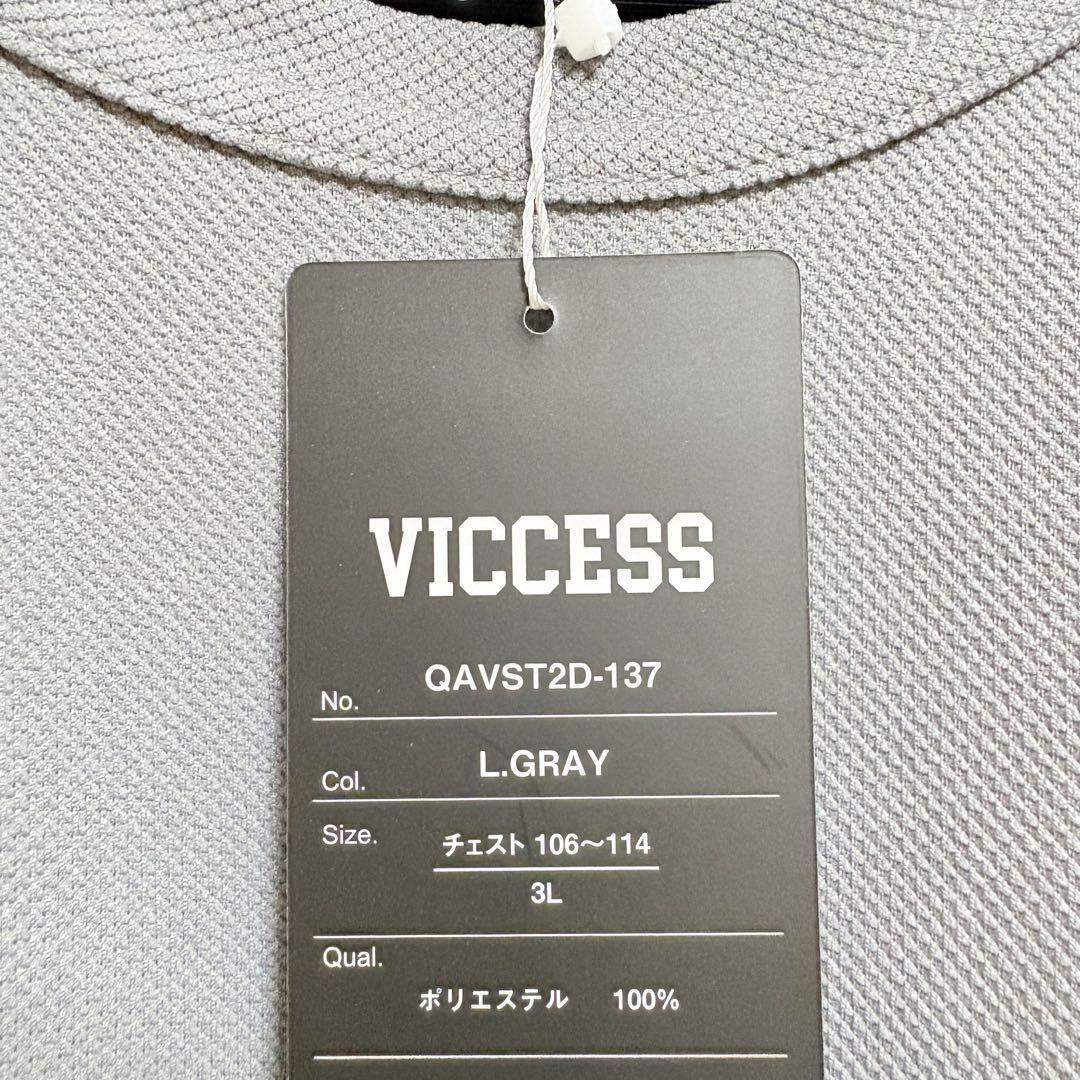 VICCESS
No. QAVST2D-137
Col. L.GRAY
Size. チェスト 106〜114
3L
Qual.
ポリエステル 100%